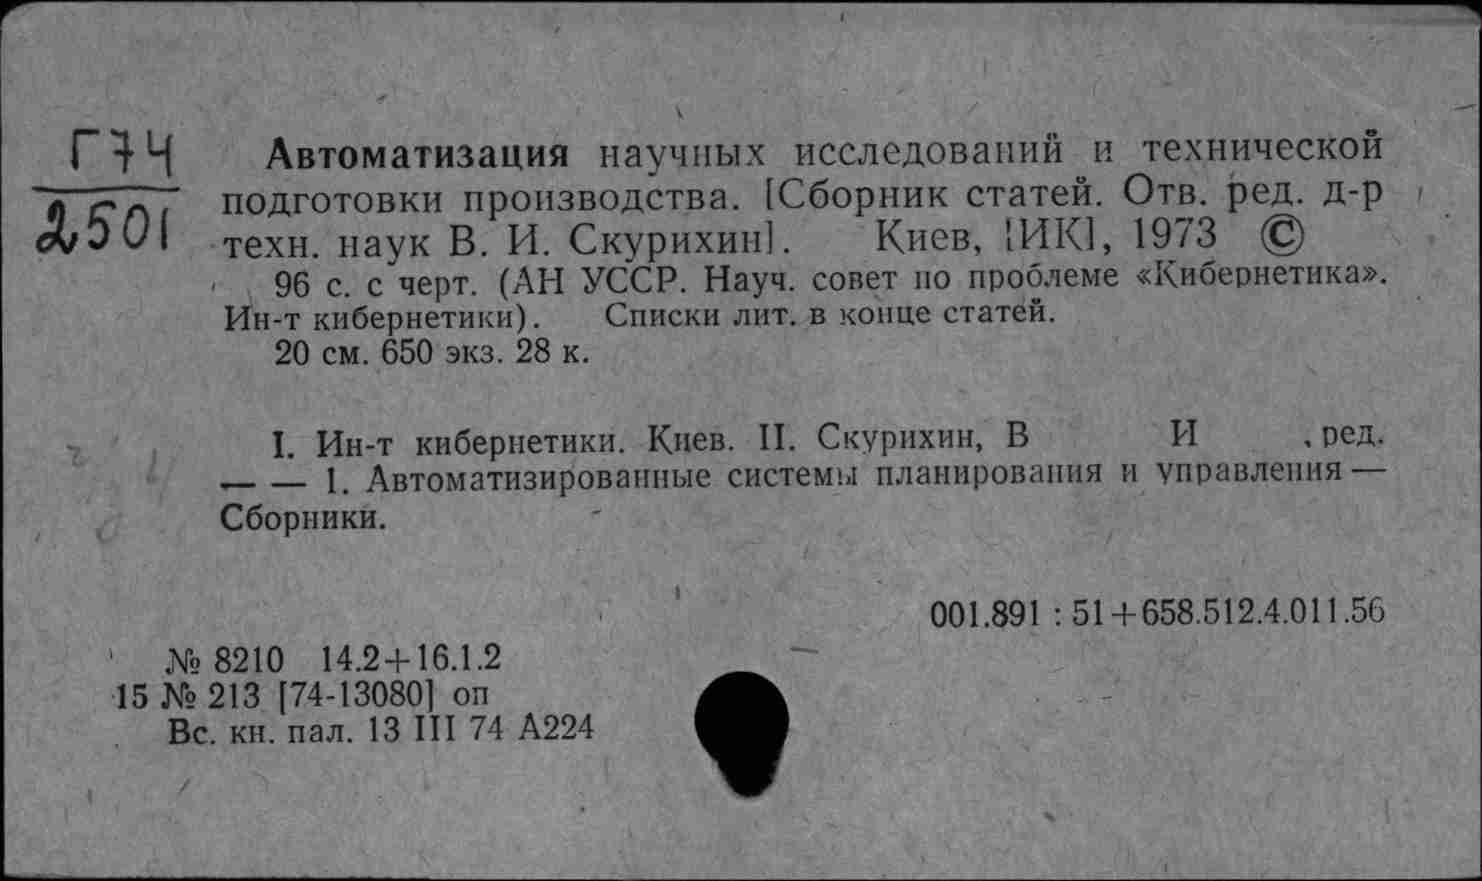 Г74
2501
Автоматизация научных исследований и технической
подготовки производства. [Сборник статей. Отв. ред. д-р
техн. наук В. И. Скурихин]. Киев, [ИК], 1973 ©
96 с. с черт. (АН УССР. Науч. совет по проблеме «Кибернетика».
Ин-т кибернетики). Списки лит. в конце статей.
20 см. 650 экз. 28 к.
I. Ин-т кибернетики. Киев. II. Скурихин, В И , ред.
— — 1. Автоматизированные системы планирования и управления —
Сборники.
001.891 : 51+658.512.4.011.56
№ 8210 14.2+16.1.2
15 № 213 [74-13080] оп
Вс. кн. пал. 13 III 74 А224